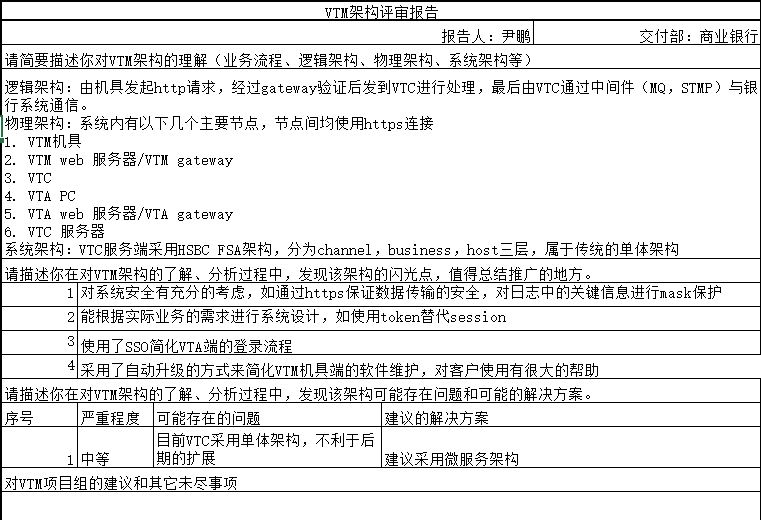 VTM架构评审报告
报告人：尹鹏 交付部：商业银行
请简要描述你对VTM架构的理解（业务流程、逻辑架构、物理架构、系统架构等）
逻辑架构：由机具发起http请求，经过gateway验证后发到VTC进行处理，最后由VTC通过中间件（MQ，STMP）与银
行系统通信。
物理架构：系统内有以下几个主要节点，节点间均使用https连接
1. VTM机具
2. VTM web 服务器/VTM gateway
3. VTC
4. VTA PC
5. VTA web 服务器/VTA gateway
6. VTC 服务器
系统架构：VTC服务端采用HSBC FSA架构，分为channel，business，host三层，属于传统的单体架构
请描述你在对VTM架构的了解、分析过程中，发现该架构的闪光点，值得总结推广的地方。
1 对系统安全有充分的考虑，如通过https保证数据传输的安全，对日志中的关键信息进行mask保护
2 能根据实际业务的需求进行系统设计，如使用token替代session
3 使用了SSO简化VTA端的登录流程
4 采用了自动升级的方式来简化VTM机具端的软件维护，对客户使用有很大的帮助
请描述你在对VTM架构的了解、分析过程中，发现该架构可能存在问题和可能的解决方案。
序号 严重程度 可能存在的问题 建议的解决方案
目前VTC采用单体架构，不利于后
1 中等 期的扩展 建议采用微服务架构
对VTM项目组的建议和其它未尽事项